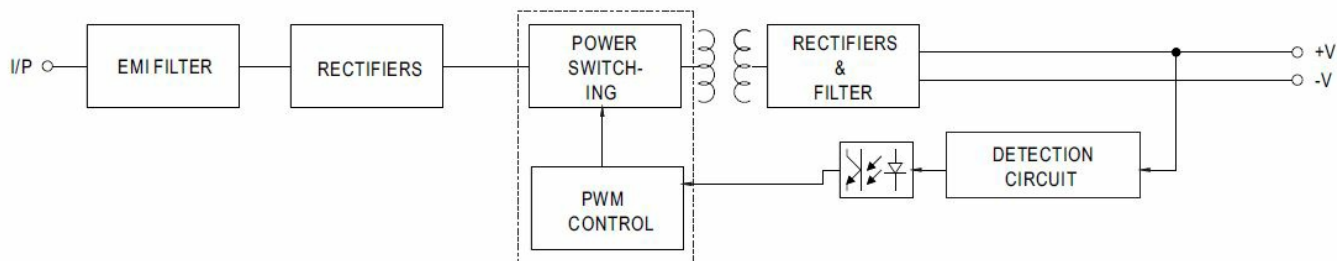 I/P
EMI FILTER
RECTIFIERS
POWER
SWITCH-
ING
RECTIFIERS
&
FILTER
+V
-V
PWM
CONTROL
DETECTION
CIRCUIT